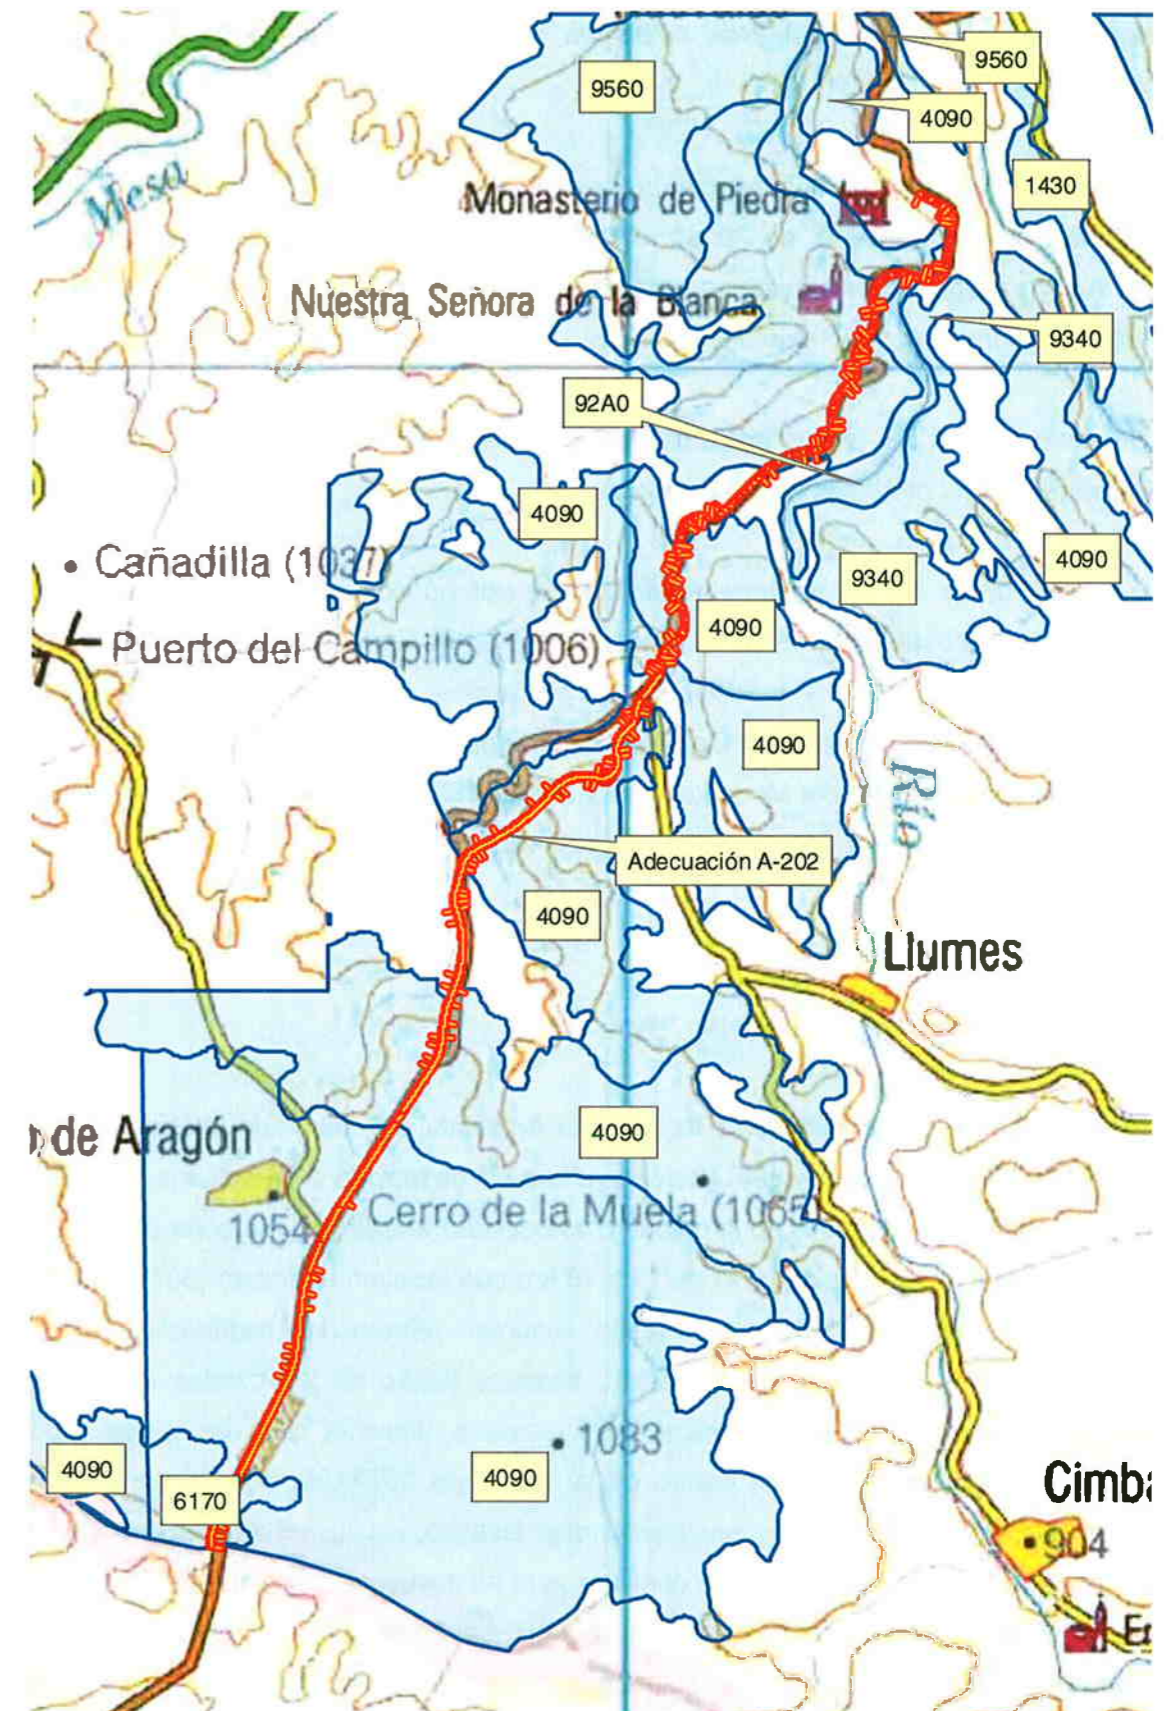 9560
9560
4090
1430
Mesa
Monasterio de Piedra
Nuestra Señora de la Blanca
9340
92A0
4090
Cañadilla (1037)
9340
4090
4090
Puerto del Campillo (1006)
4090
Río
Adecuación A-202
4090
Llumes
de Aragón
4090
Cerro de la Muela (1065)
1054
1083
4090
4090
6170
Cimba
904